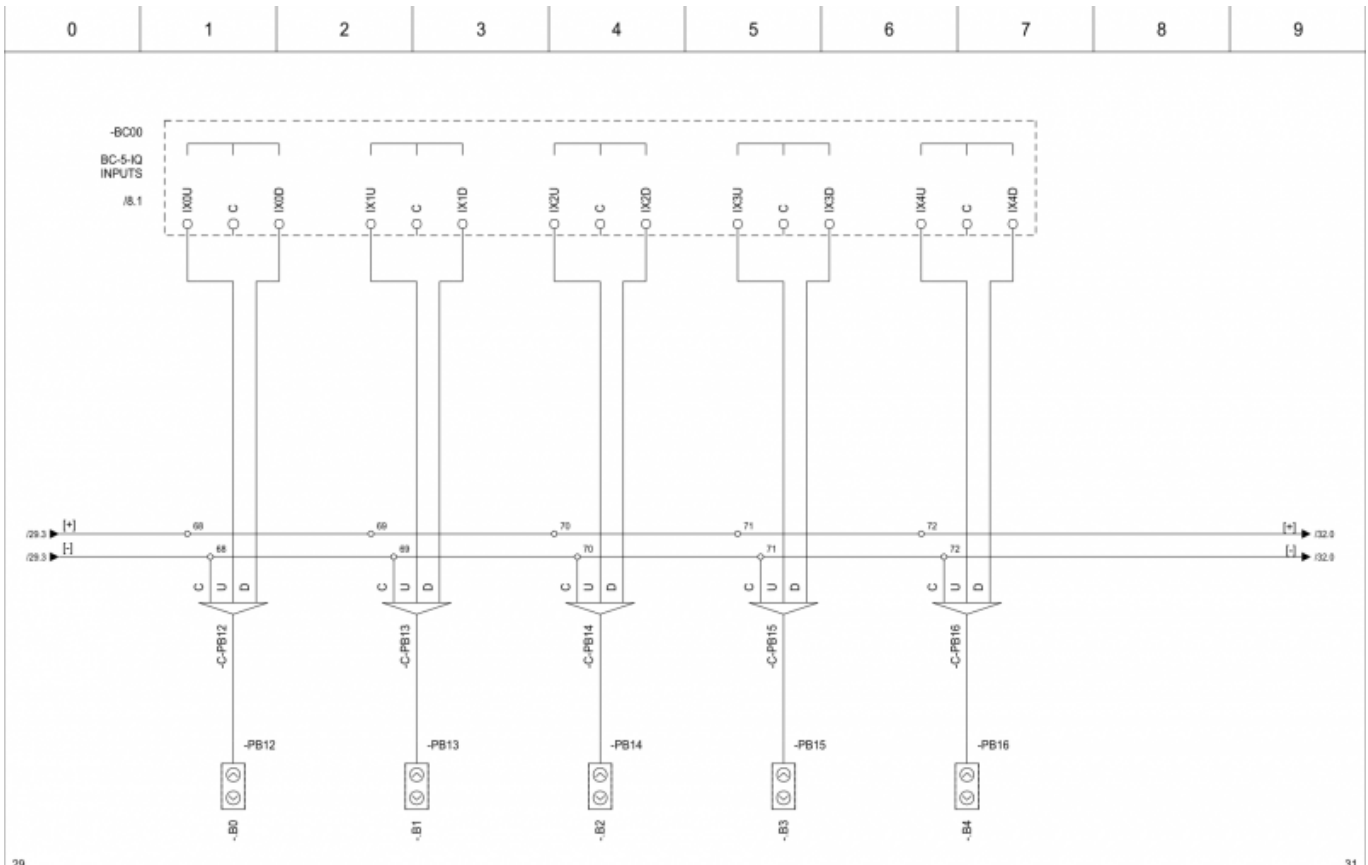 0 1 2 3 4 5 6 7 8 9
-BC00
BC-5-IQ
INPUTS
/8.1
IX0U C IX0D IX1U C IX1D IX2U C IX2D IX3U C IX3D IX4U C IX4D
/29.3 [+] 68 69 70 71 72 [+] /32.0
/29.3 [-] 68 69 70 71 72 [-] /32.0
C U D C U D C U D C U D C U D
-C-PB12 -C-PB13 -C-PB14 -C-PB15 -C-PB16
-PB12 -PB13 -PB14 -PB15 -PB16
-.B0 -.B1 -.B2 -.B3 -.B4
29 31